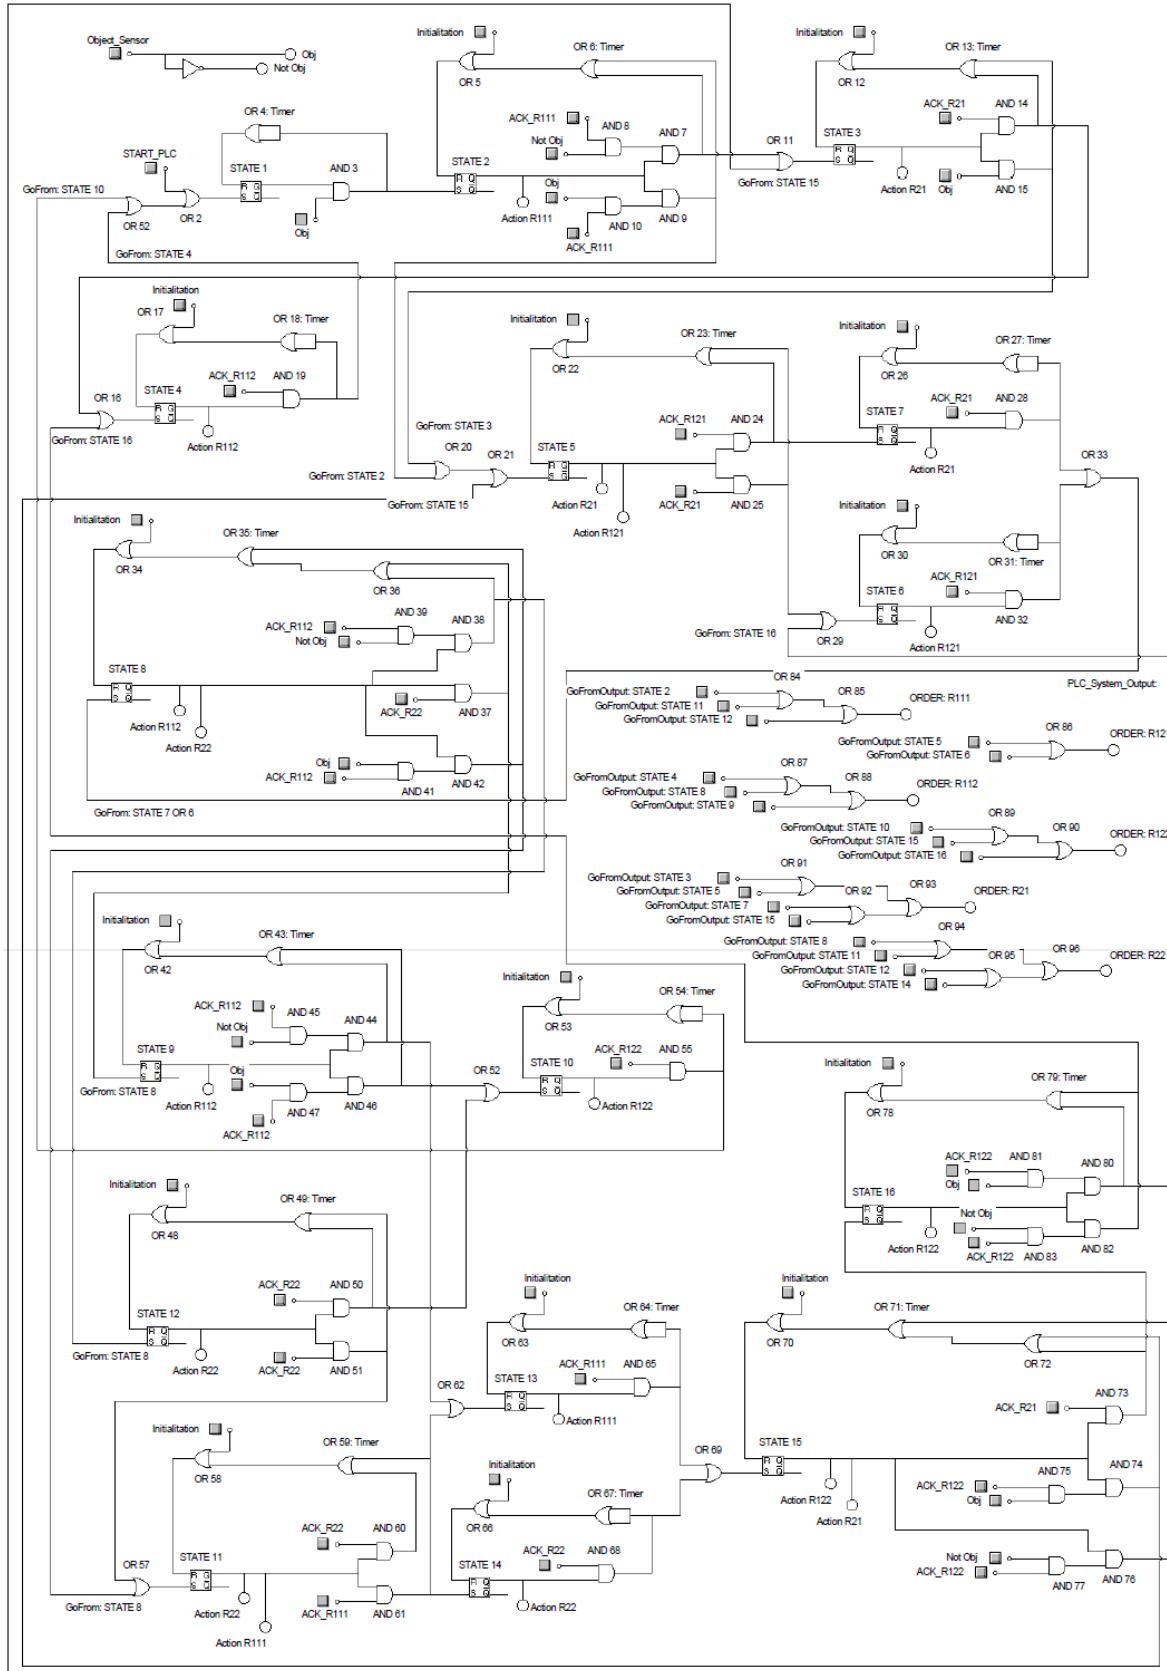 Object_Sensor
Obj
Not Obj
OR 4: Timer
START_PLC
STATE 1
AND 3
GoFrom: STATE 10
OR 52
OR 2
Obj
GoFrom: STATE 4
R Q
S Q
Initialitation
OR 6: Timer
OR 5
ACK_R111
AND 8
AND 7
Not Obj
STATE 2
R Q
S Q
Obj
Action R111
AND 10
AND 9
ACK_R111
Initialitation
OR 13: Timer
OR 12
ACK_R21
AND 14
OR 11
STATE 3
R Q
S Q
GoFrom: STATE 15
Action R21
Obj
AND 15
Initialitation
OR 17
OR 18: Timer
ACK_R112
AND 19
STATE 4
OR 16
R Q
S Q
GoFrom: STATE 16
Action R112
Initialitation
OR 23: Timer
OR 22
ACK_R121
AND 24
GoFrom: STATE 3
OR 20
OR 21
STATE 5
R Q
S Q
GoFrom: STATE 2
GoFrom: STATE 15
Action R21
Action R121
ACK_R21
AND 25
Initialitation
OR 27: Timer
OR 26
ACK_R21
AND 28
STATE 7
R Q
S Q
Action R21
OR 33
Initialitation
OR 30
OR 31: Timer
ACK_R121
STATE 6
R Q
S Q
AND 32
GoFrom: STATE 16
OR 29
Action R121
Initialitation
OR 35: Timer
OR 34
OR 36
AND 39
AND 38
ACK_R112
Not Obj
STATE 8
R Q
S Q
Action R112
Action R22
ACK_R22
AND 37
Obj
ACK_R112
AND 41
AND 42
GoFrom: STATE 7 OR 6
PLC_System_Output:
GoFromOutput: STATE 2
GoFromOutput: STATE 11
GoFromOutput: STATE 12
OR 84
OR 85
ORDER: R111
GoFromOutput: STATE 5
GoFromOutput: STATE 6
OR 86
ORDER: R121
GoFromOutput: STATE 4
GoFromOutput: STATE 8
GoFromOutput: STATE 9
OR 87
OR 88
ORDER: R112
GoFromOutput: STATE 10
GoFromOutput: STATE 15
GoFromOutput: STATE 16
OR 89
OR 90
ORDER: R122
GoFromOutput: STATE 3
GoFromOutput: STATE 5
GoFromOutput: STATE 7
GoFromOutput: STATE 15
OR 91
OR 92
OR 93
ORDER: R21
GoFromOutput: STATE 8
GoFromOutput: STATE 11
GoFromOutput: STATE 12
GoFromOutput: STATE 14
OR 94
OR 95
OR 96
ORDER: R22
Initialitation
OR 43: Timer
OR 42
ACK_R112
AND 45
AND 44
Not Obj
STATE 9
R Q
S Q
Obj
GoFrom: STATE 8
Action R112
AND 47
AND 46
ACK_R112
Initialitation
OR 54: Timer
OR 53
ACK_R122
AND 55
OR 52
STATE 10
R Q
S Q
Action R122
Initialitation
OR 79: Timer
OR 78
ACK_R122
AND 81
AND 80
Obj
STATE 16
R Q
S Q
Not Obj
Action R122
ACK_R122
AND 83
AND 82
Initialitation
OR 49: Timer
OR 48
ACK_R22
AND 50
STATE 12
R Q
S Q
GoFrom: STATE 8
Action R22
ACK_R22
AND 51
Initialitation
OR 64: Timer
OR 63
ACK_R111
AND 65
OR 62
STATE 13
R Q
S Q
Action R111
Initialitation
OR 71: Timer
OR 70
OR 72
AND 73
ACK_R21
OR 69
STATE 15
R Q
S Q
Action R122
Action R21
ACK_R122
AND 75
AND 74
Obj
Not Obj
ACK_R122
AND 77
AND 76
Initialitation
OR 59: Timer
OR 58
ACK_R22
AND 60
OR 57
STATE 11
R Q
S Q
GoFrom: STATE 8
Action R22
Action R111
ACK_R111
AND 61
Initialitation
OR 67: Timer
OR 66
ACK_R22
AND 68
STATE 14
R Q
S Q
Action R22